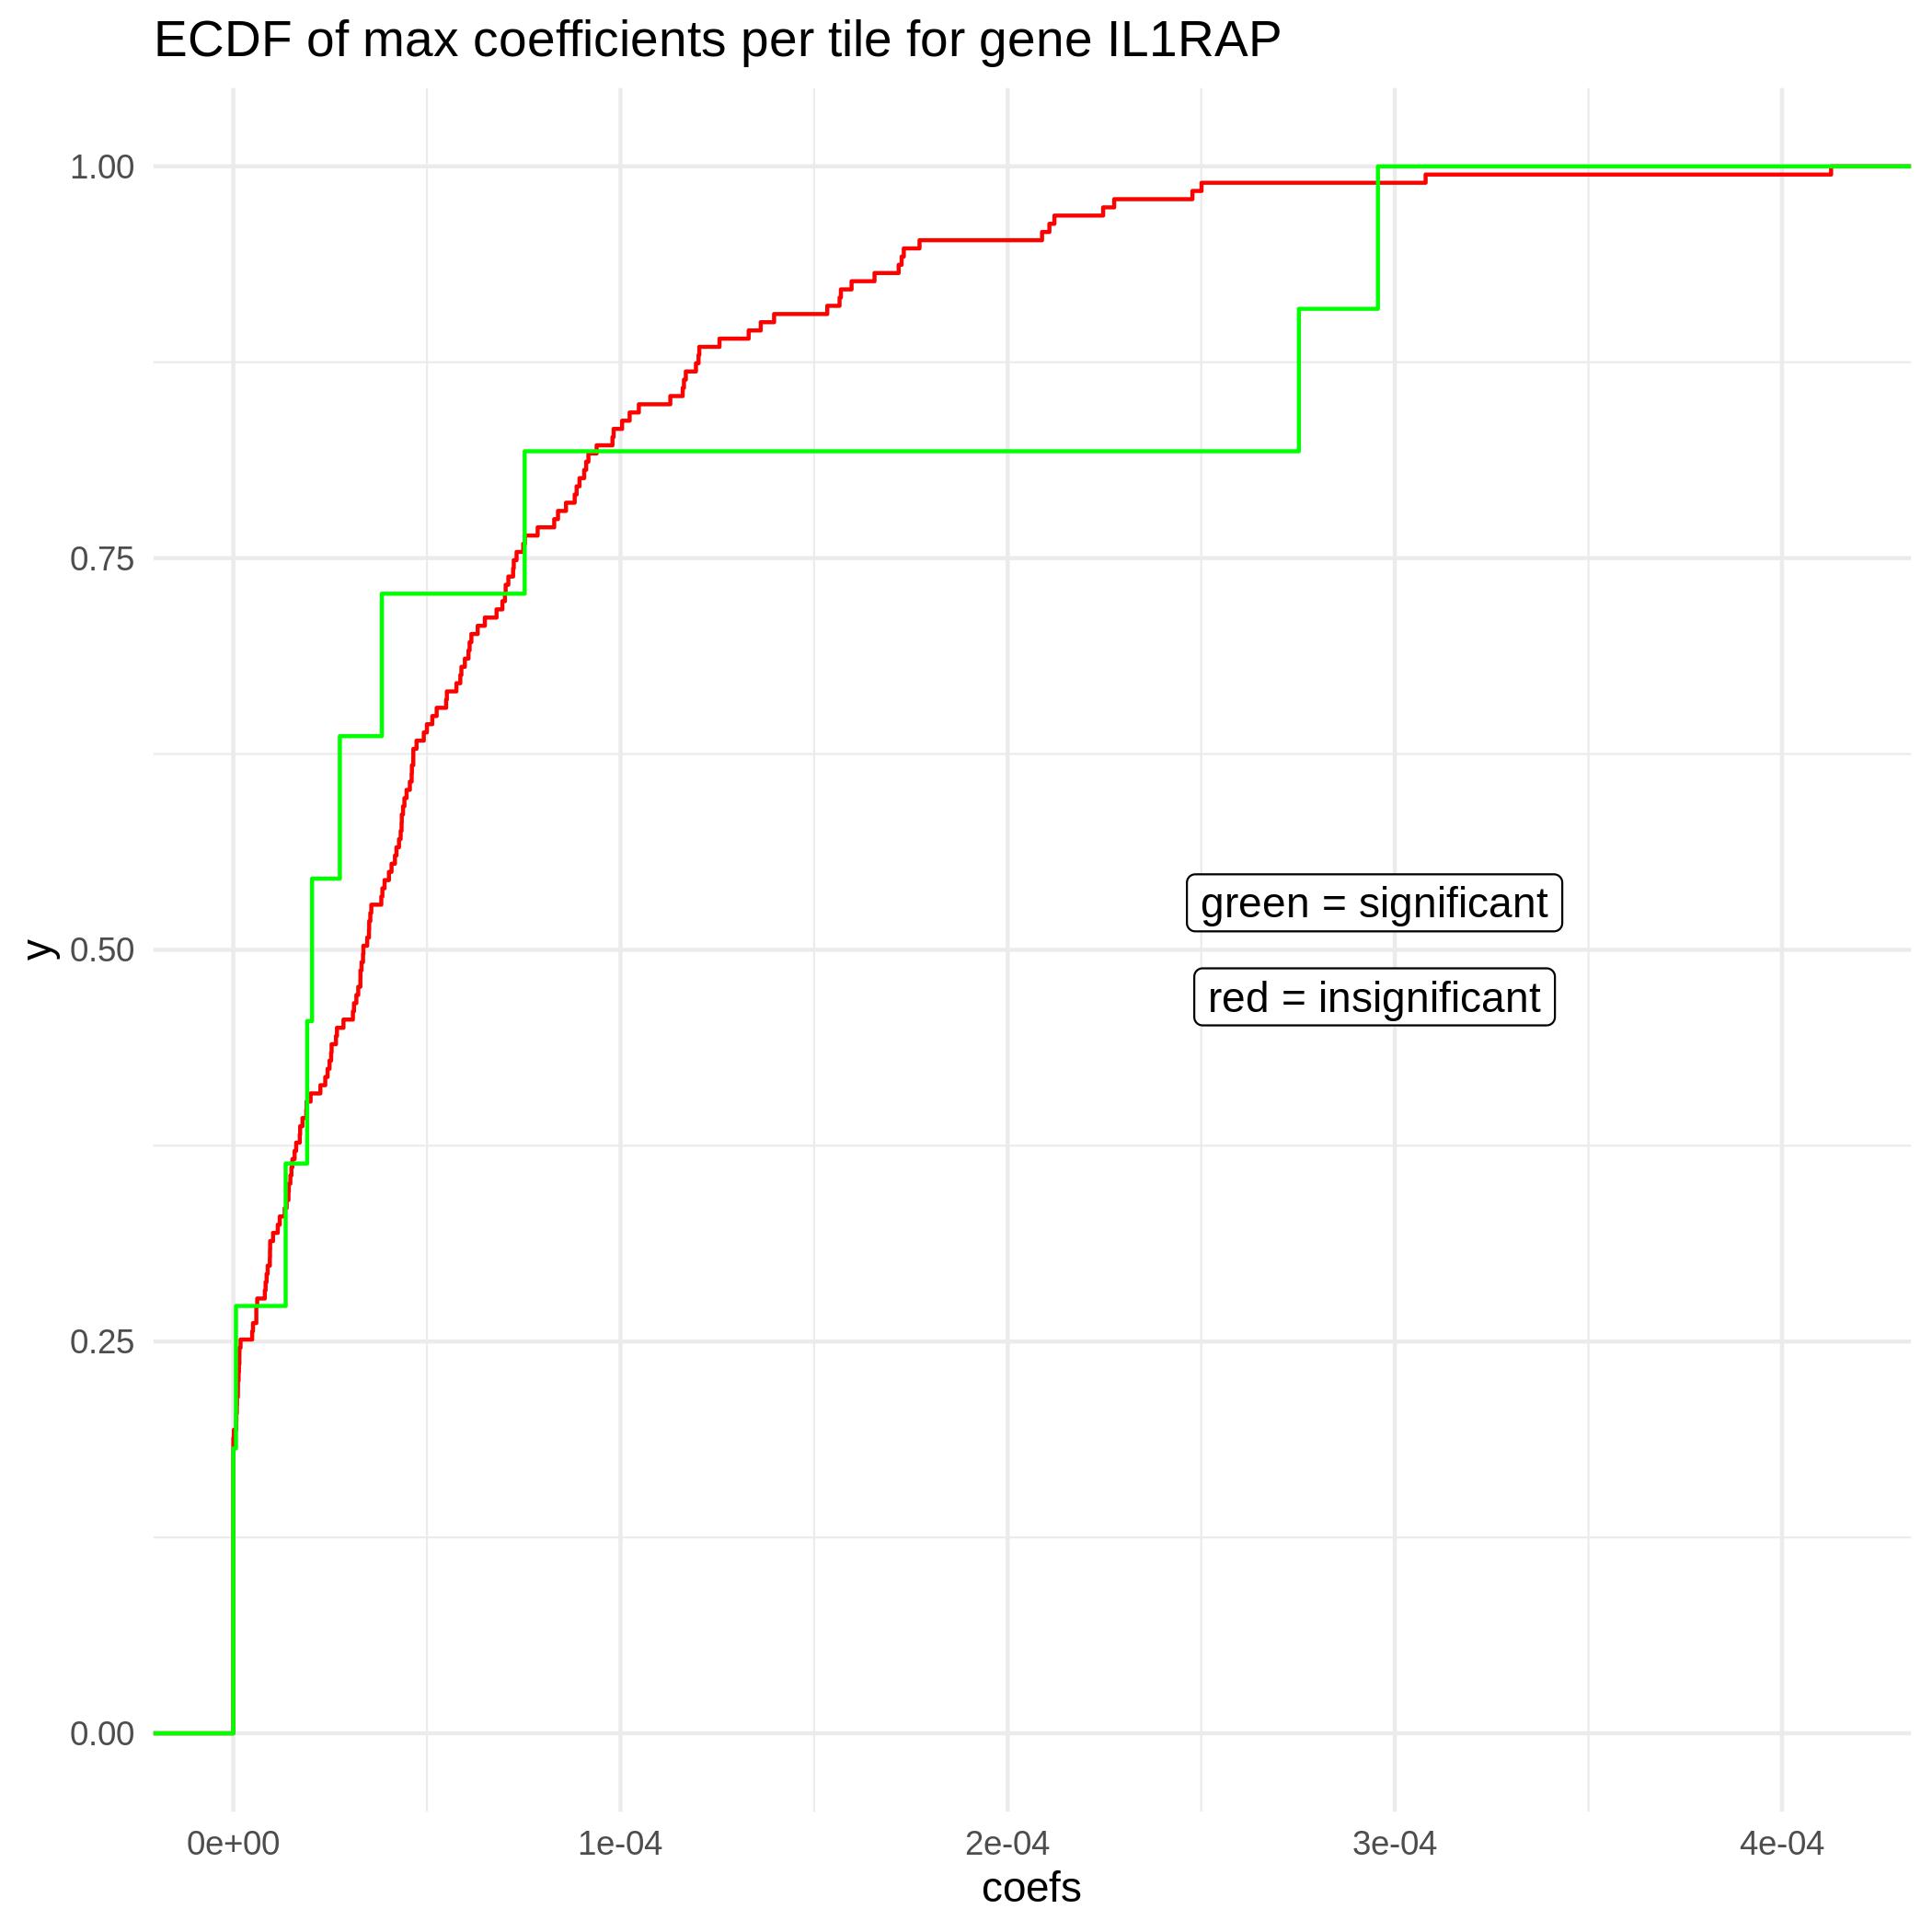 ECDF of max coefficients per tile for gene IL1RAP
1.00
0.75
0.50
0.25
0.00
y
green = significant
red = insignificant
0e+00 1e-04 2e-04 3e-04 4e-04
coefs